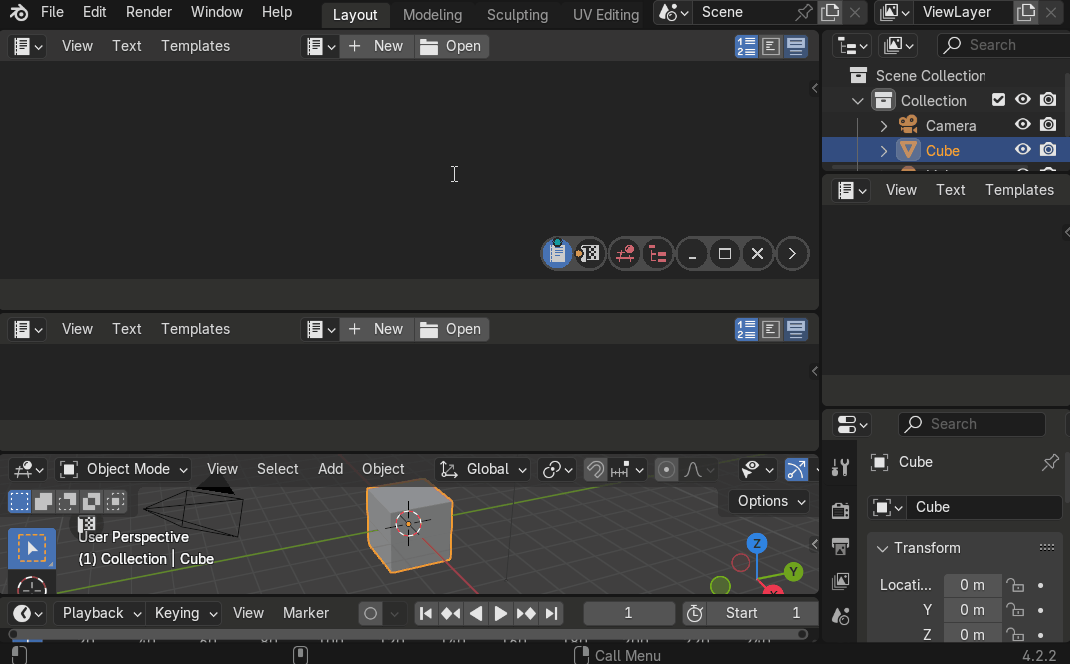 File Edit Render Window Help Layout Modeling Sculpting UV Editing Scene ViewLayer
View Text Templates New Open Search
Scene Collection
Collection
Camera
Cube
View Text Templates
View Text Templates New Open
Search
Object Mode View Select Add Object Global
Cube
Options
Cube
User Perspective
(1) Collection | Cube
Z
Y
Transform
Locati... 0 m
Y 0 m
Z 0 m
Playback Keying View Marker 1 Start 1
Call Menu 4.2.2